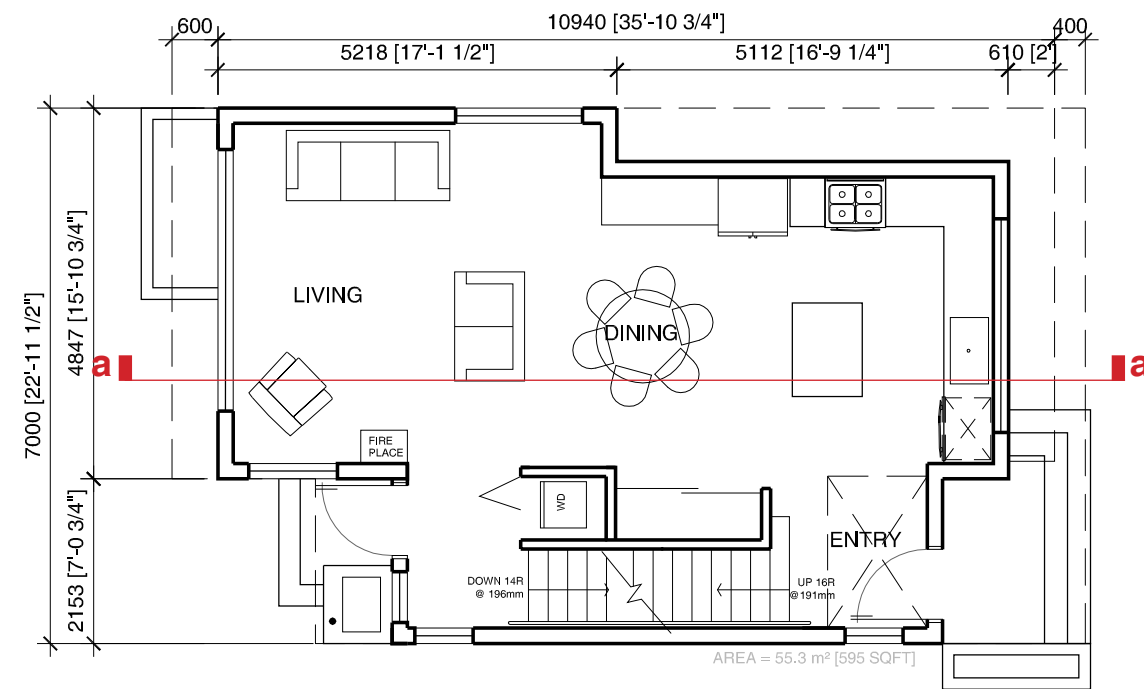 600
10940 [35'-10 3/4"]
400
5218 [17'-1 1/2"]
5112 [16'-9 1/4"]
610 [2"]
7000 [22'-11 1/2"]
4847 [15'-10 3/4"]
2153 [7'-0 3/4"]
LIVING
DINING
a
a
FIRE
PLACE
WD
ENTRY
DOWN 14R
@ 196mm
UP 16R
@191mm
AREA = 55.3 m² [595 SQFT]